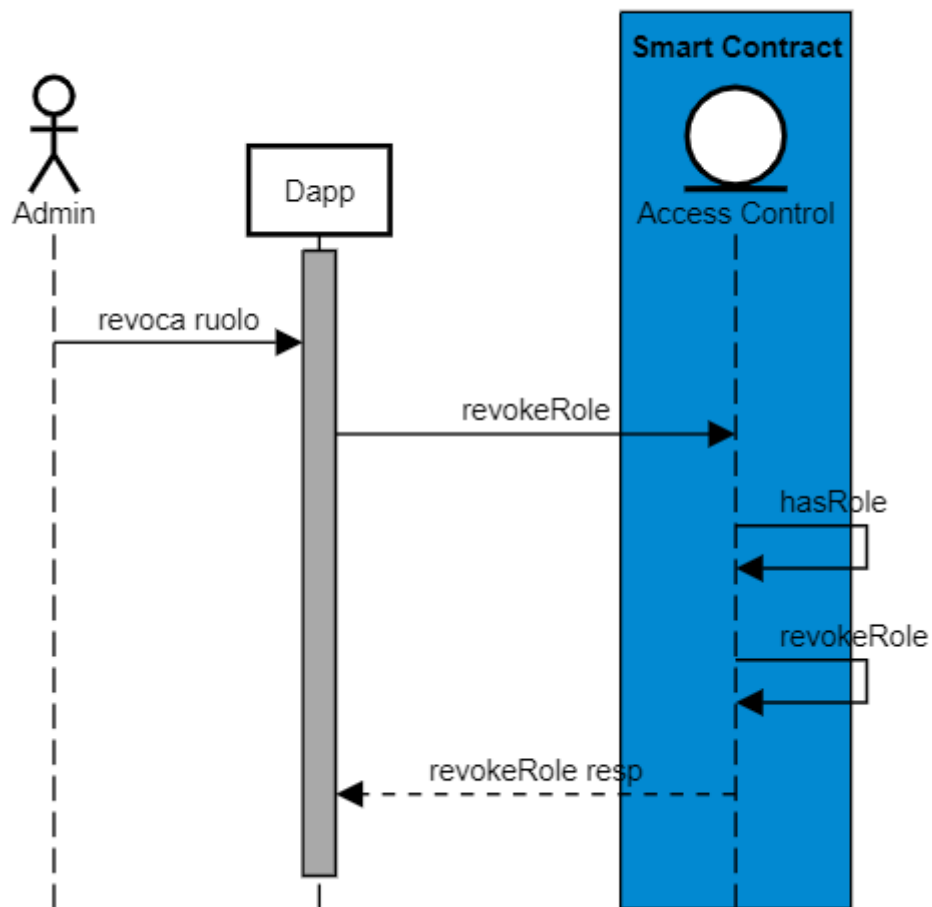 Smart Contract
Admin
Dapp
Access Control
revoca ruolo
revokeRole
hasRole
revokeRole
revokeRole resp